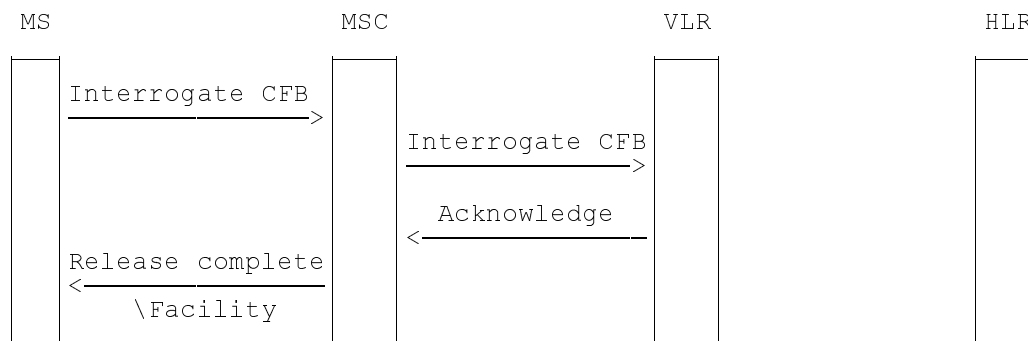 MS MSC VLR HLR
Interrogate CFB
Interrogate CFB
Acknowledge
Release complete
\Facility